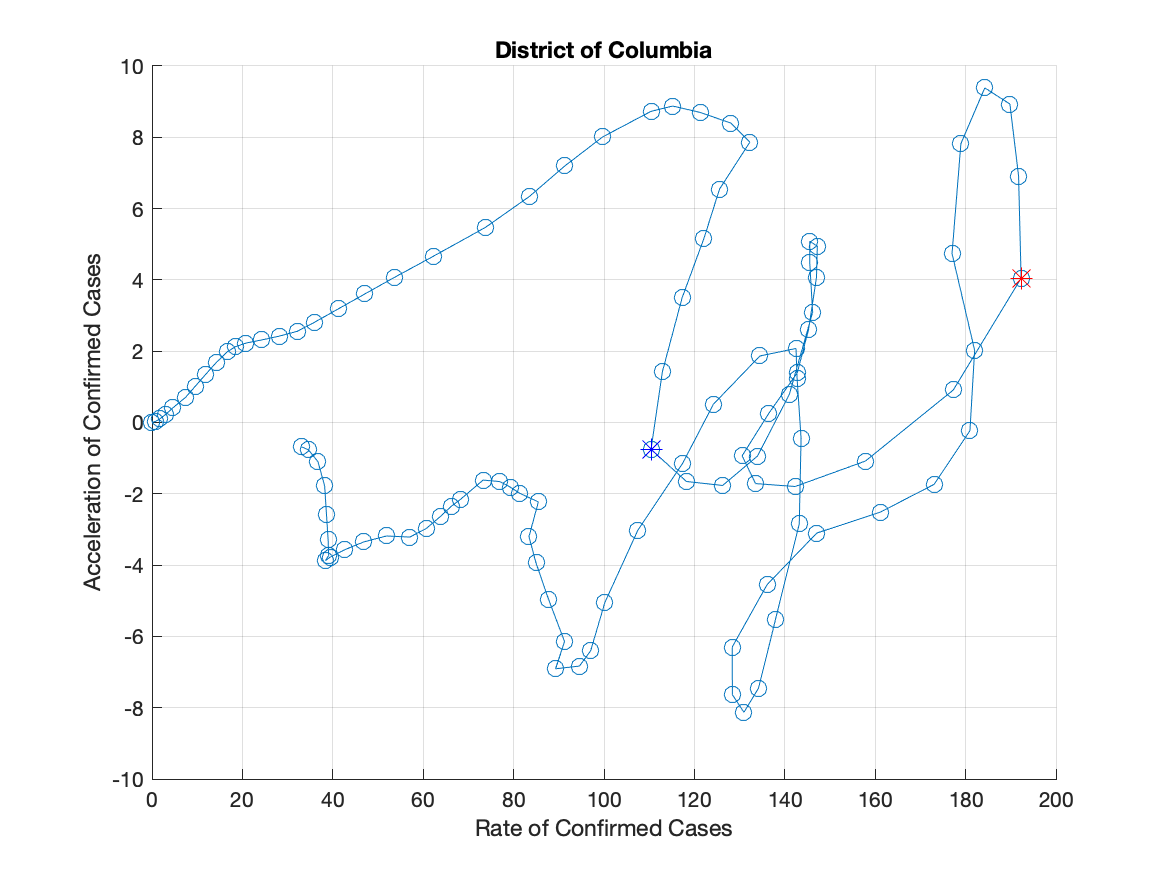 District of Columbia
10
8
6
4
2
0
-2
-4
-6
-8
-10
Acceleration of Confirmed Cases
0 20 40 60 80 100 120 140 160 180 200
Rate of Confirmed Cases